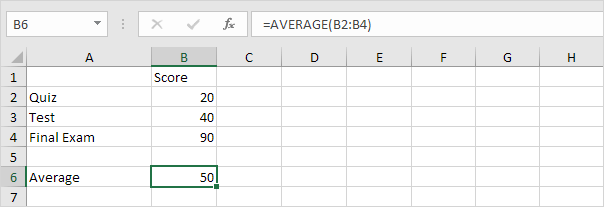 B6 =AVERAGE(B2:B4)
A B C D E F G H
1 Score
2 Quiz 20
3 Test 40
4 Final Exam 90
5
6 Average 50
7